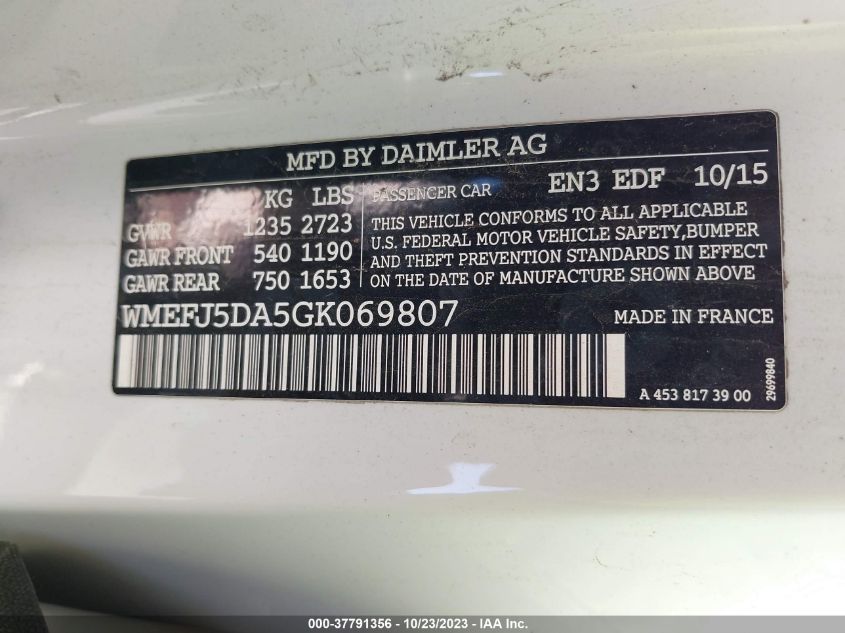 MFD BY DAIMLER AG
KG LBS PASSENGER CAR EN3 EDF 10/15
GVWR 1235 2723
GAWR FRONT 540 1190
GAWR REAR 750 1653
THIS VEHICLE CONFORMS TO ALL APPLICABLE
U.S. FEDERAL MOTOR VEHICLE SAFETY,BUMPER
AND THEFT PREVENTION STANDARDS IN EFFECT
ON THE DATE OF MANUFACTURE SHOWN ABOVE
WMEFJ5DA5GK069807 MADE IN FRANCE
A 453 817 39 00
29699840
000-37791356 - 10/23/2023 - IAA Inc.